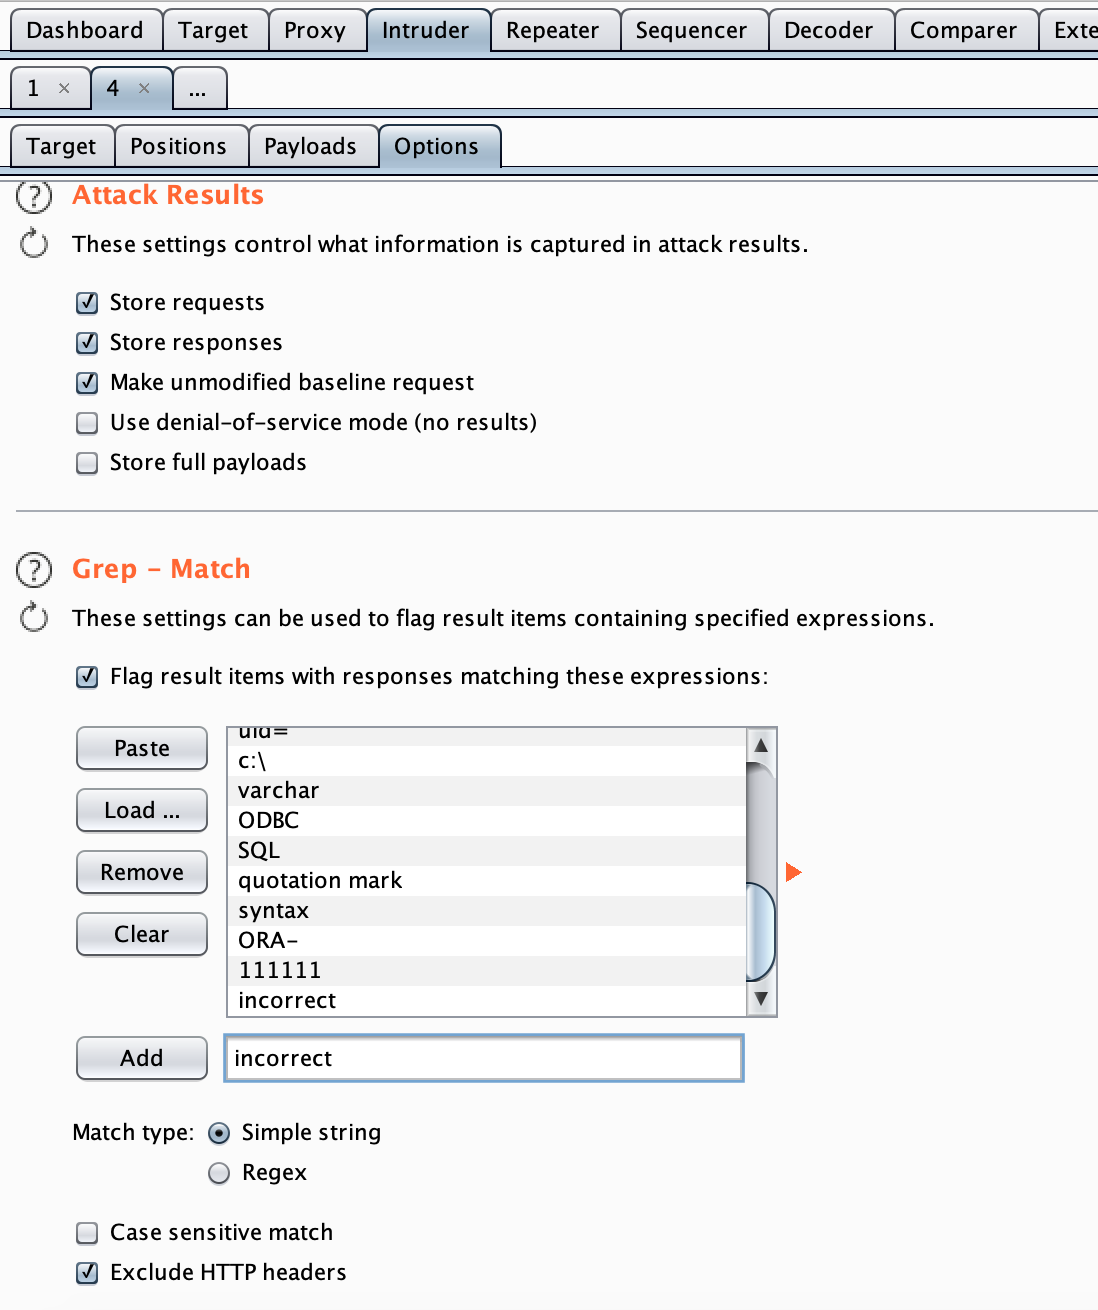 Dashboard Target Proxy Intruder Repeater Sequencer Decoder Comparer Exte
1 × 4 × ...
Target Positions Payloads Options
? Attack Results
These settings control what information is captured in attack results.
Store requests
Store responses
Make unmodified baseline request
Use denial-of-service mode (no results)
Store full payloads
? Grep - Match
These settings can be used to flag result items containing specified expressions.
Flag result items with responses matching these expressions:
Paste
Load ...
Remove
Clear
uid=
c:\
varchar
ODBC
SQL
quotation mark
syntax
ORA-
111111
incorrect
Add incorrect
Match type: Simple string
Regex
Case sensitive match
Exclude HTTP headers